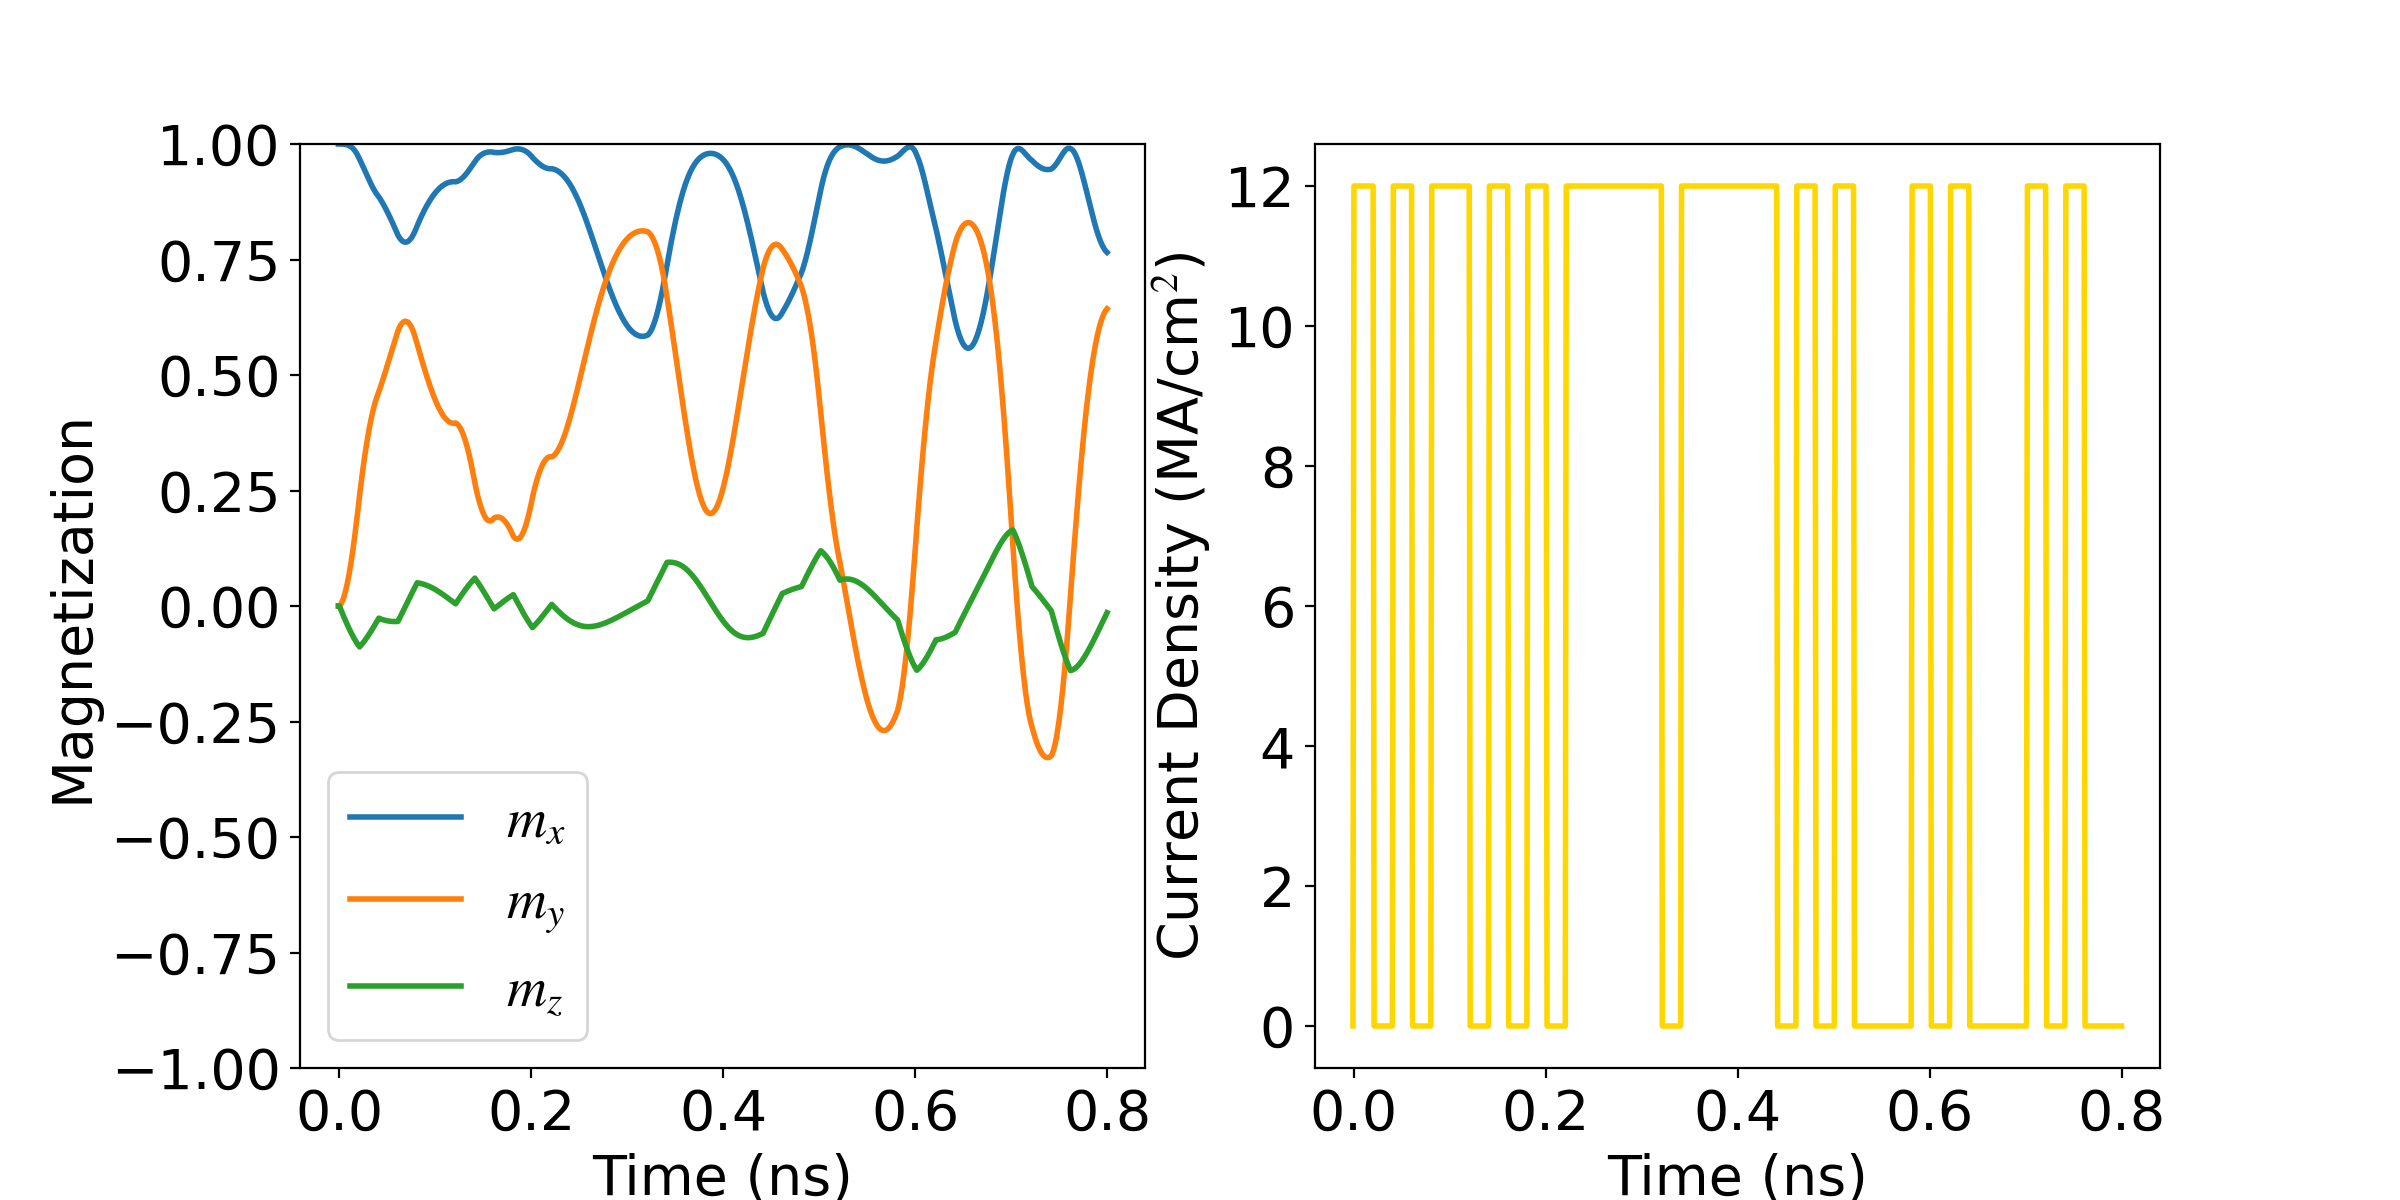 Magnetization
1.00
0.75
0.50
0.25
0.00
−0.25
−0.50
−0.75
−1.00
0.0 0.2 0.4 0.6 0.8
Time (ns)
m_x
m_y
m_z
Current Density (MA/cm²)
12
10
8
6
4
2
0
0.0 0.2 0.4 0.6 0.8
Time (ns)